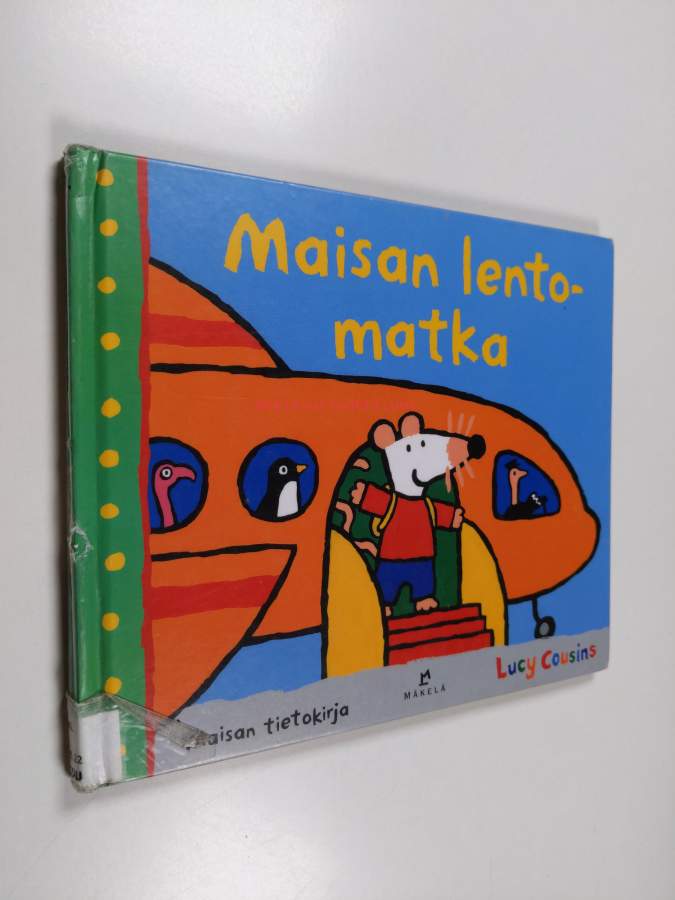 Maisan lento-
matka
Lucy Cousins
MÄKELÄ
Maisan tietokirja